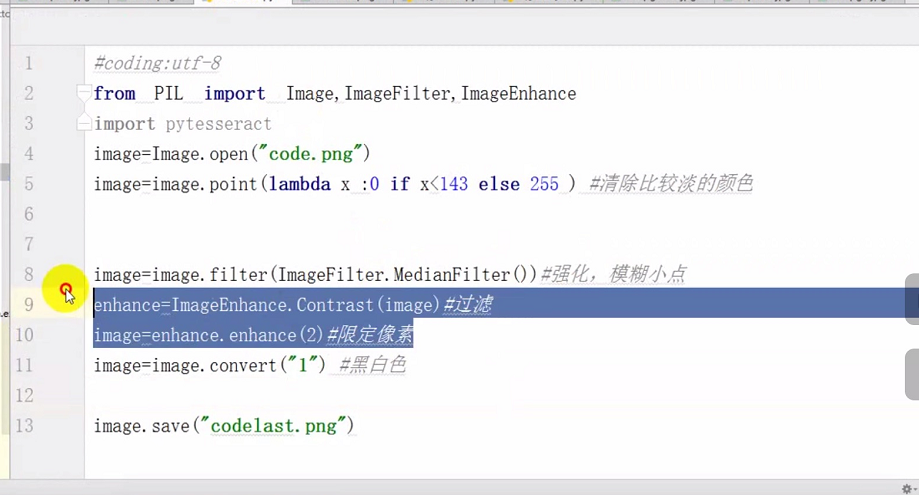 1 #coding:utf-8
2 from PIL import Image,ImageFilter,ImageEnhance
3 import pytesseract
4 image=Image.open("code.png")
5 image=image.point(lambda x :0 if x<143 else 255 ) #清除比较淡的颜色
6
7
8 image=image.filter(ImageFilter.MedianFilter())#强化，模糊小点
9 enhance=ImageEnhance.Contrast(image)#过滤
10 image=enhance.enhance(2)#限定像素
11 image=image.convert("1") #黑白色
12
13 image.save("codelast.png")